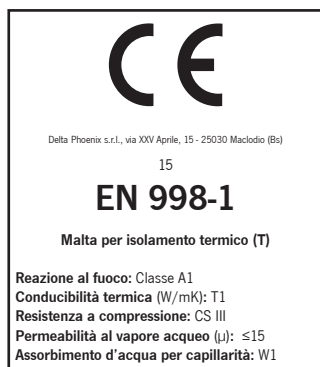 CE
Delta Phoenix s.r.l., via XXV Aprile, 15 - 25030 Maclodio (Bs)
15
EN 998-1
Malta per isolamento termico (T)
Reazione al fuoco: Classe A1
Conducibilità termica (W/mK): T1
Resistenza a compressione: CS III
Permeabilità al vapore acqueo (μ): ≤15
Assorbimento d'acqua per capillarità: W1